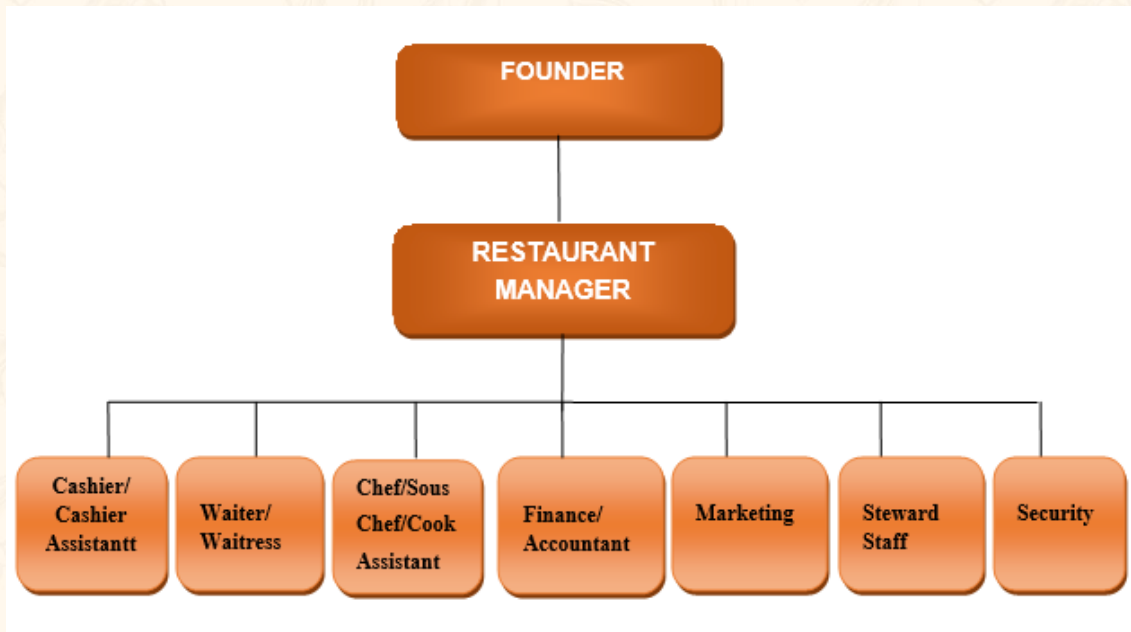 FOUNDER
RESTAURANT
MANAGER
Cashier/
Cashier
Assistantt
Waiter/
Waitress
Chef/Sous
Chef/Cook
Assistant
Finance/
Accountant
Marketing
Steward
Staff
Security